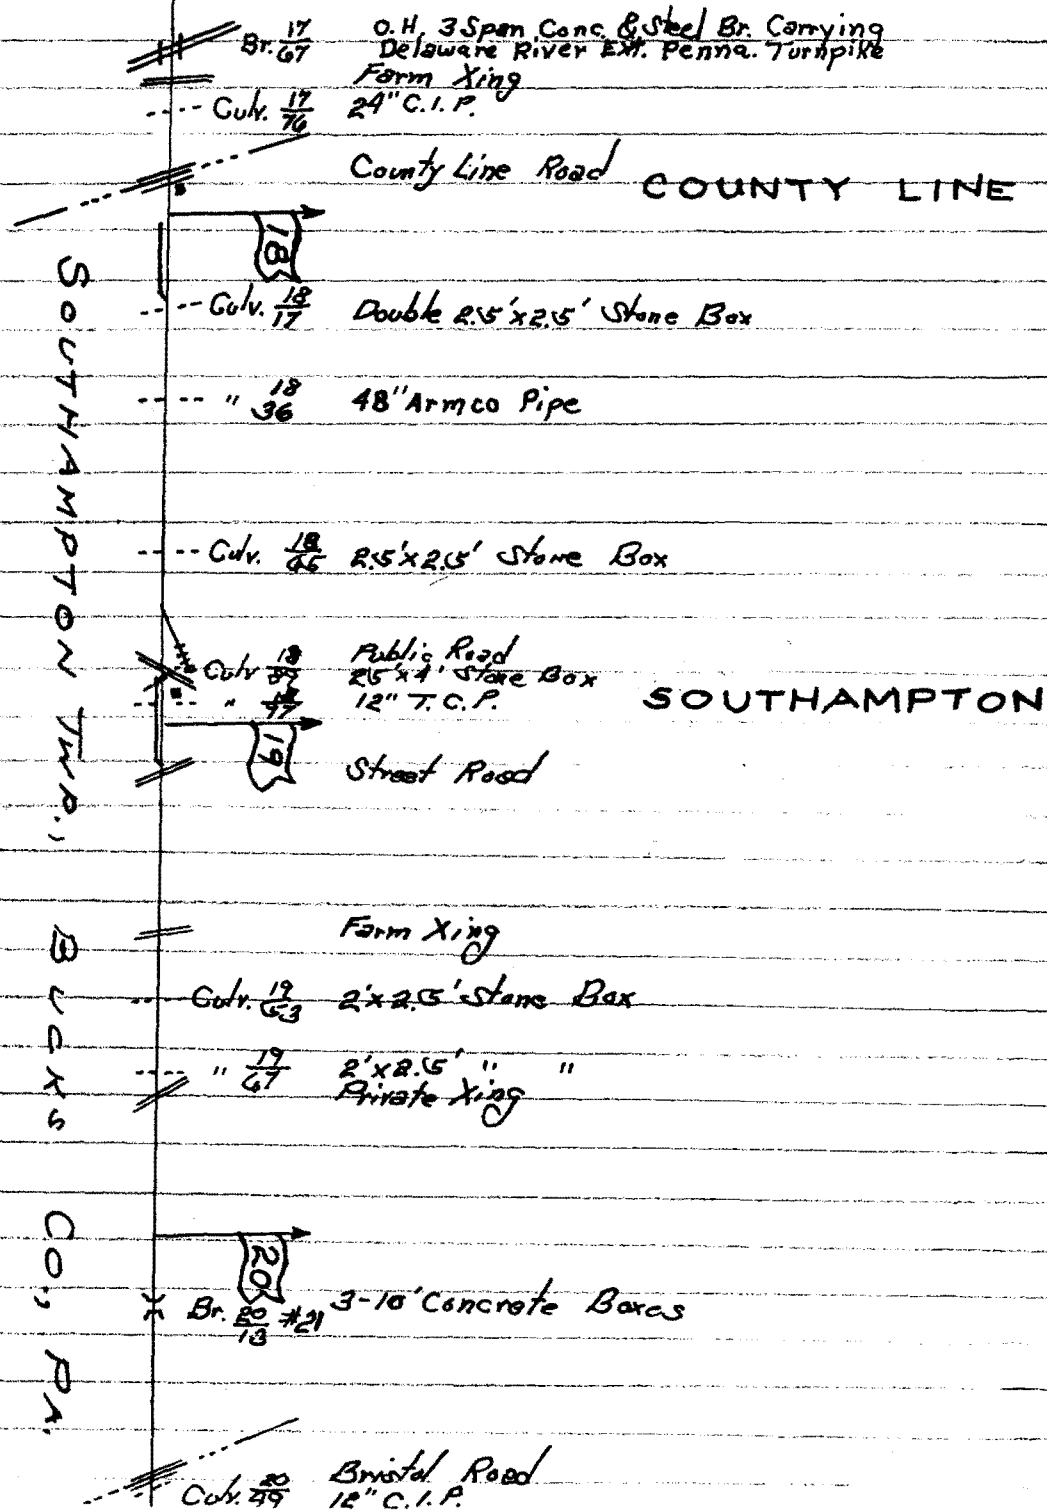 Br. 17/67 O.H. 3 Span Conc. & Steel Br. Carrying
Delaware River Ext. Penna. Turnpike
Farm Xing
Culv. 17/76 24" C.I.P.
County Line Road
COUNTY LINE
18
Culv. 18/17 Double 2.5'x2.5' Stone Box
" 18/36 48" Armco Pipe
Culv. 18/65 2.5'x2.5' Stone Box
Public Road
Culv. 2.5'x4' Stone Box
" 12" T.C.P.
SOUTHAMPTON
19
Street Road
Farm Xing
Culv. 19/53 2'x2.5' Stone Box
" 19/67 2'x2.5' " "
Private Xing
20
Br. 20/13 #21 3-10' Concrete Boxes
Bristol Road
Culv. 20/49 12" C.I.P.
SOUTHAMPTON TWP., BUCKS CO., PA.